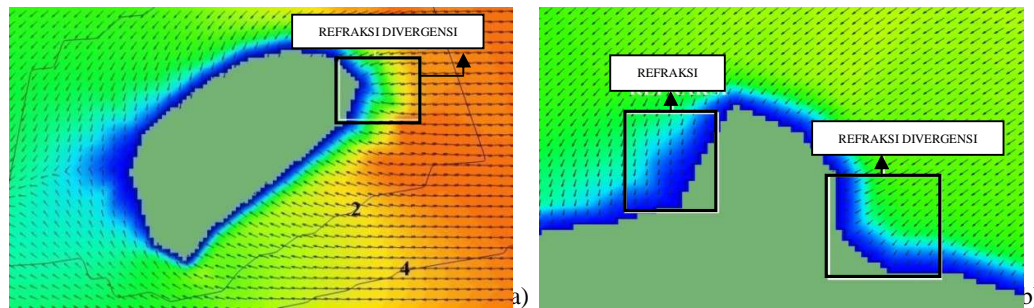 REFRAKSI DIVERGENSI
2
4
a)
REFRAKSI
REFRAKSI DIVERGENSI
b